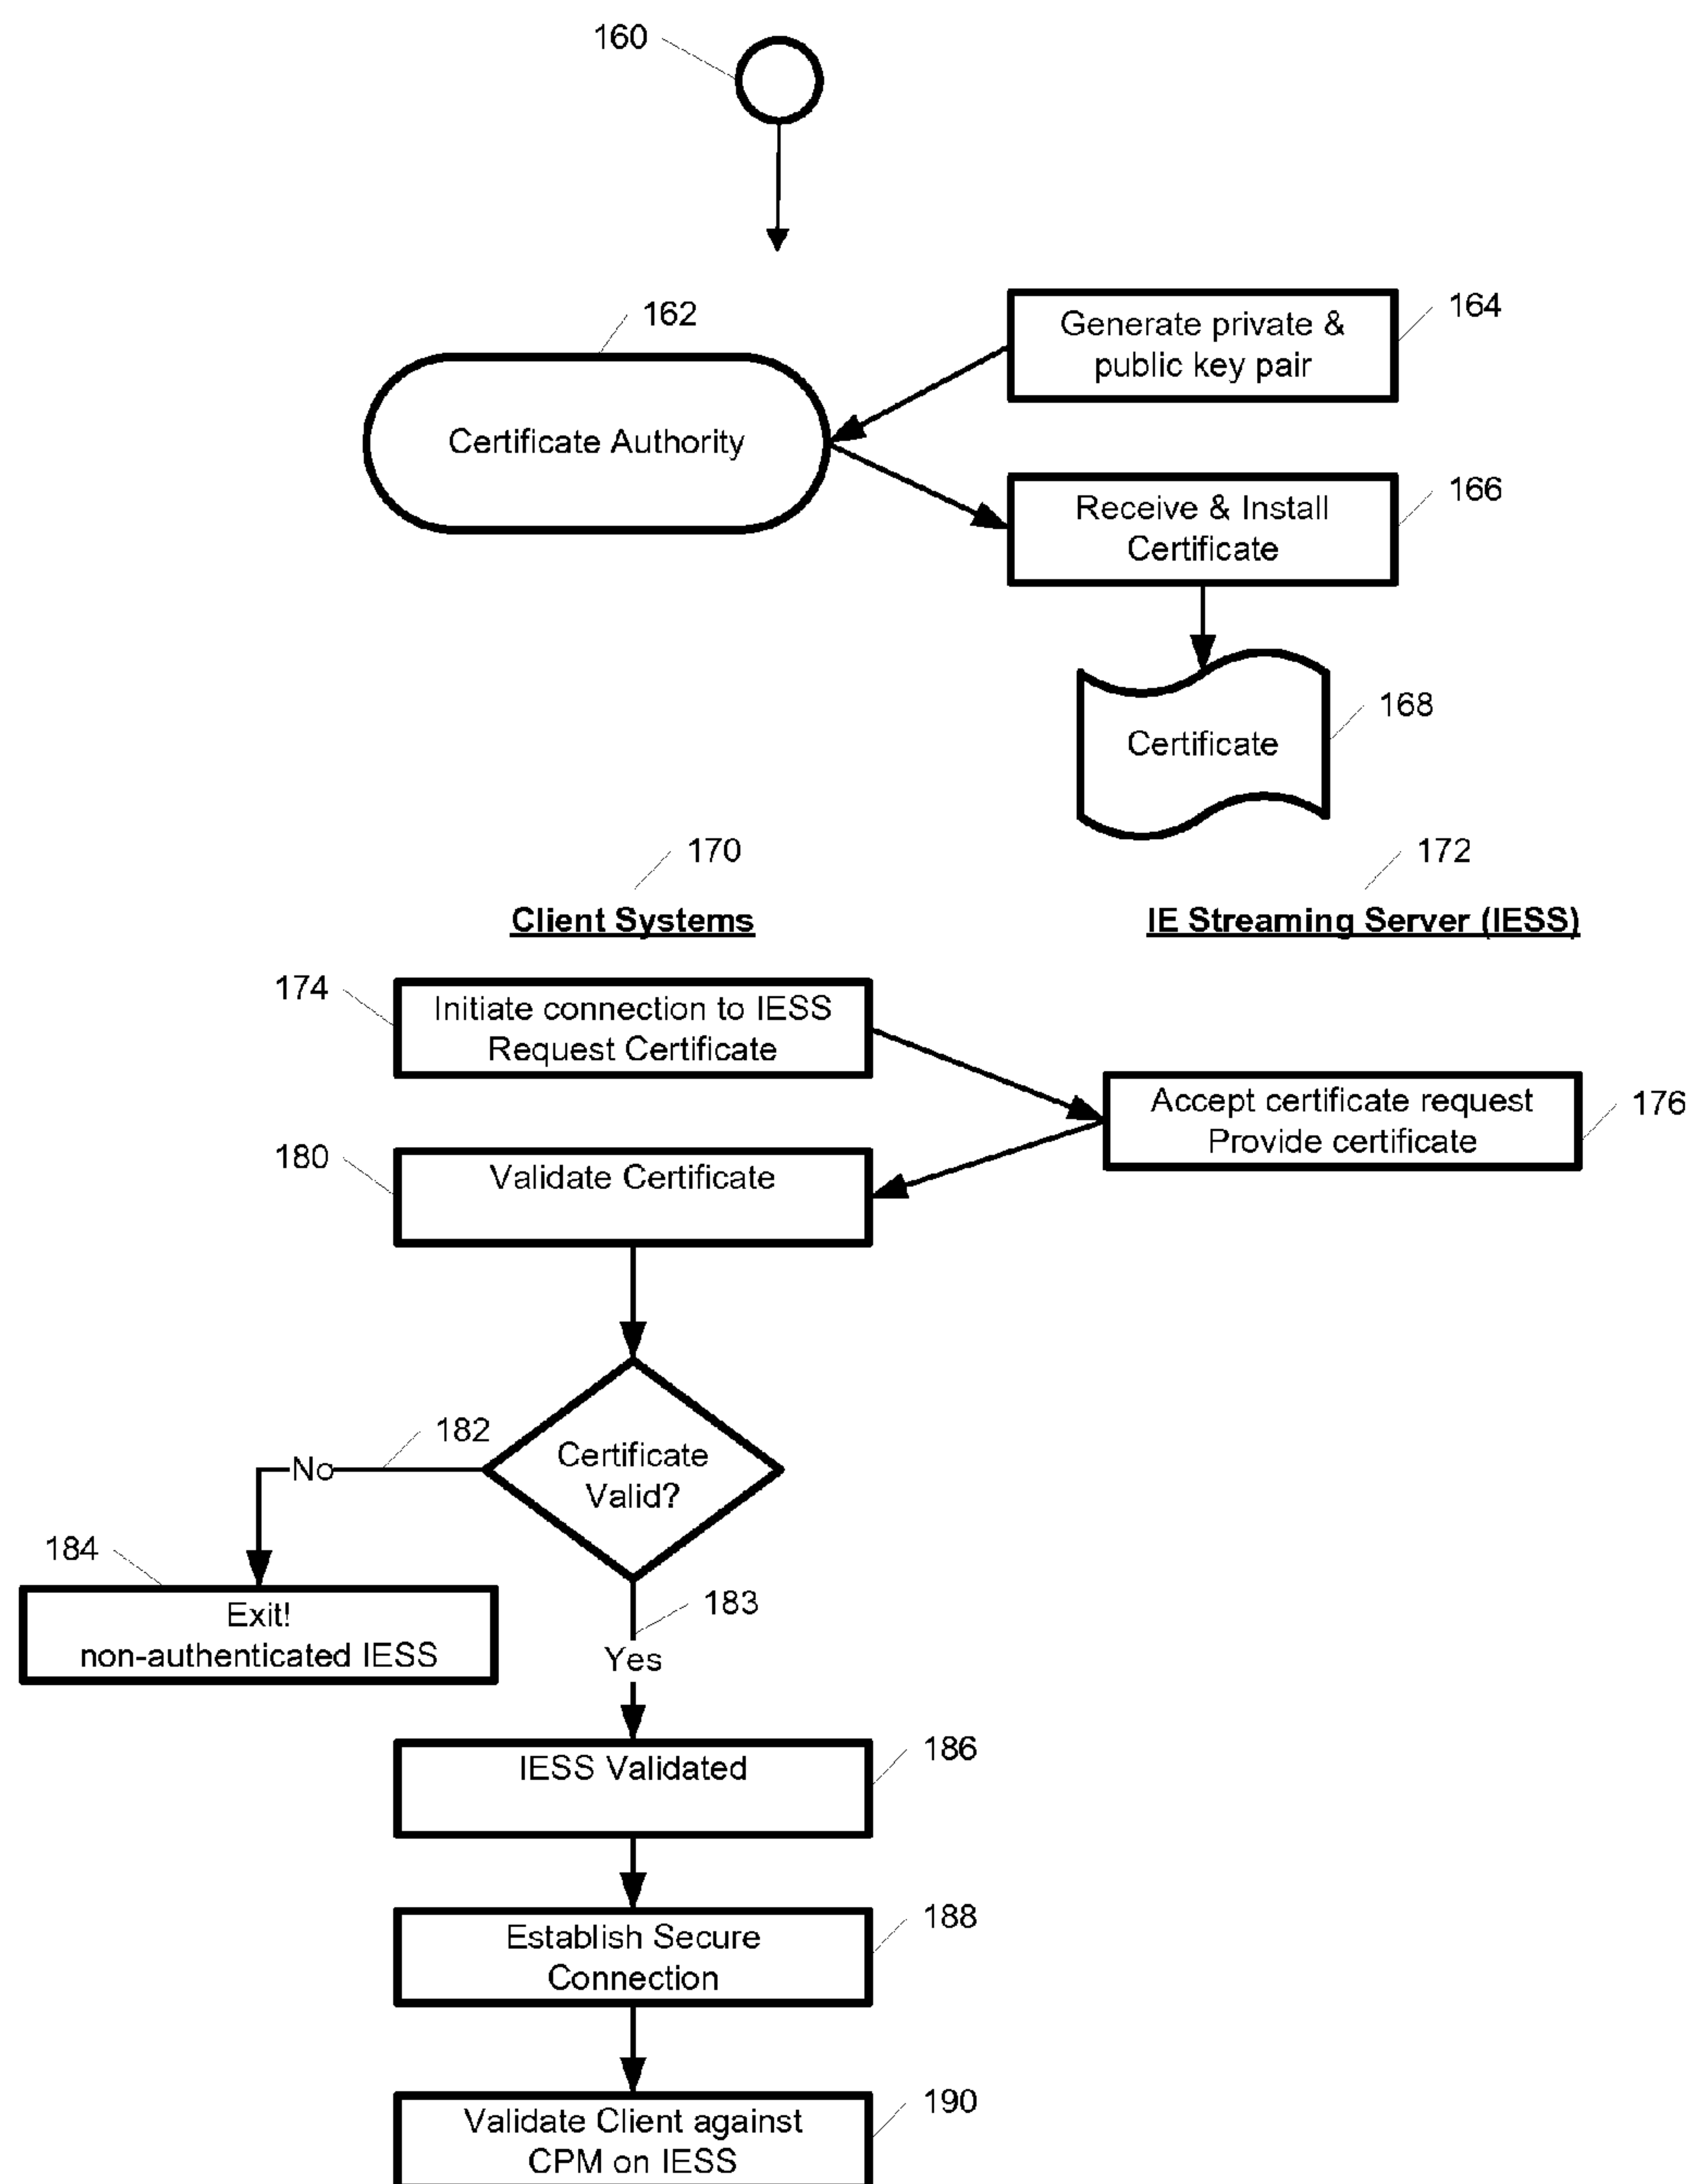 160
162
Certificate Authority
Generate private &
public key pair
164
Receive & Install
Certificate
166
Certificate
168
170
172
Client Systems
IE Streaming Server (IESS)
174
Initiate connection to IESS
Request Certificate
Accept certificate request
Provide certificate
176
180
Validate Certificate
Certificate
Valid?
182
No
184
Exit!
non-authenticated IESS
183
Yes
IESS Validated
186
Establish Secure
Connection
188
Validate Client against
CPM on IESS
190